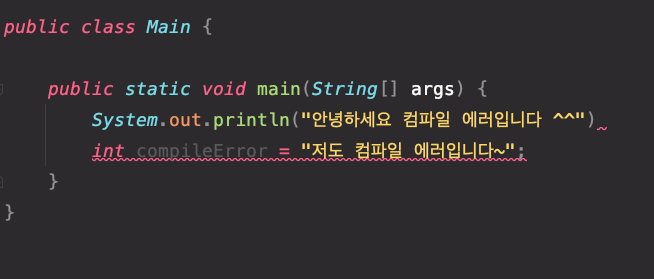 public class Main {
public static void main(String[] args) {
System.out.println("안녕하세요 컴파일 에러입니다 ^^")
int compileError = "저도 컴파일 에러입니다~";
}
}